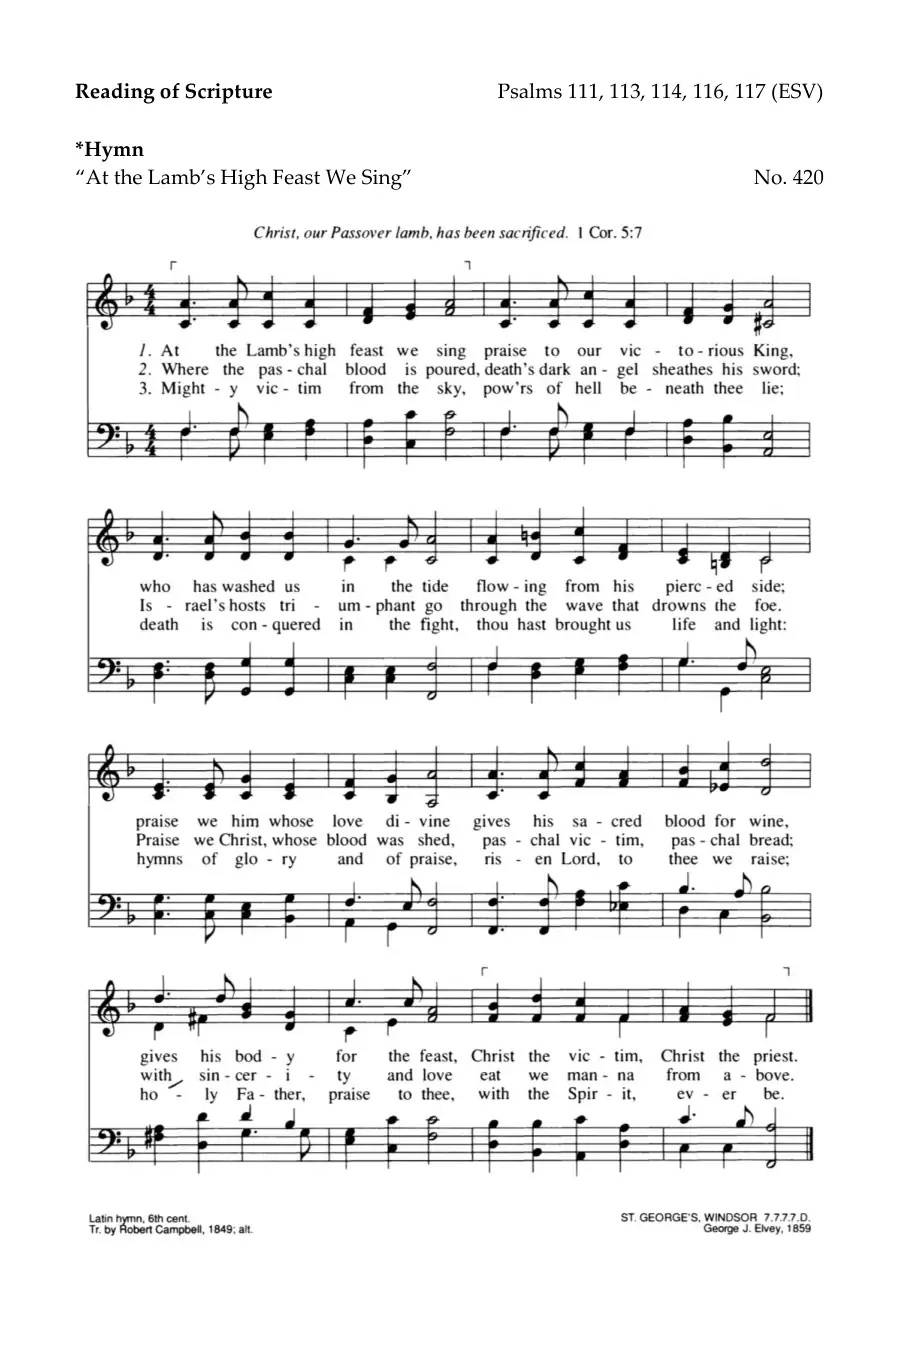 Reading of Scripture Psalms 111, 113, 114, 116, 117 (ESV)
*Hymn
“At the Lamb’s High Feast We Sing” No. 420
Christ, our Passover lamb, has been sacrificed. 1 Cor. 5:7
1. At the Lamb’s high feast we sing praise to our vic - to - rious King,
2. Where the pas - chal blood is poured, death’s dark an - gel sheathes his sword;
3. Might - y vic - tim from the sky, pow’rs of hell be - neath thee lie;
who has washed us in the tide flow - ing from his pierc - ed side;
Is - rael’s hosts tri - um - phant go through the wave that drowns the foe.
death is con - quered in the fight, thou hast brought us life and light:
praise we him whose love di - vine gives his sa - cred blood for wine,
Praise we Christ, whose blood was shed, pas - chal vic - tim, pas - chal bread;
hymns of glo - ry and of praise, ris - en Lord, to thee we raise;
gives his bod - y for the feast, Christ the vic - tim, Christ the priest.
with sin - cer - i - ty and love eat we man - na from a - bove.
ho - ly Fa - ther, praise to thee, with the Spir - it, ev - er be.
Latin hymn, 6th cent. ST. GEORGE’S, WINDSOR 7.7.7.7.D.
Tr. by Robert Campbell, 1849; alt. George J. Elvey, 1859